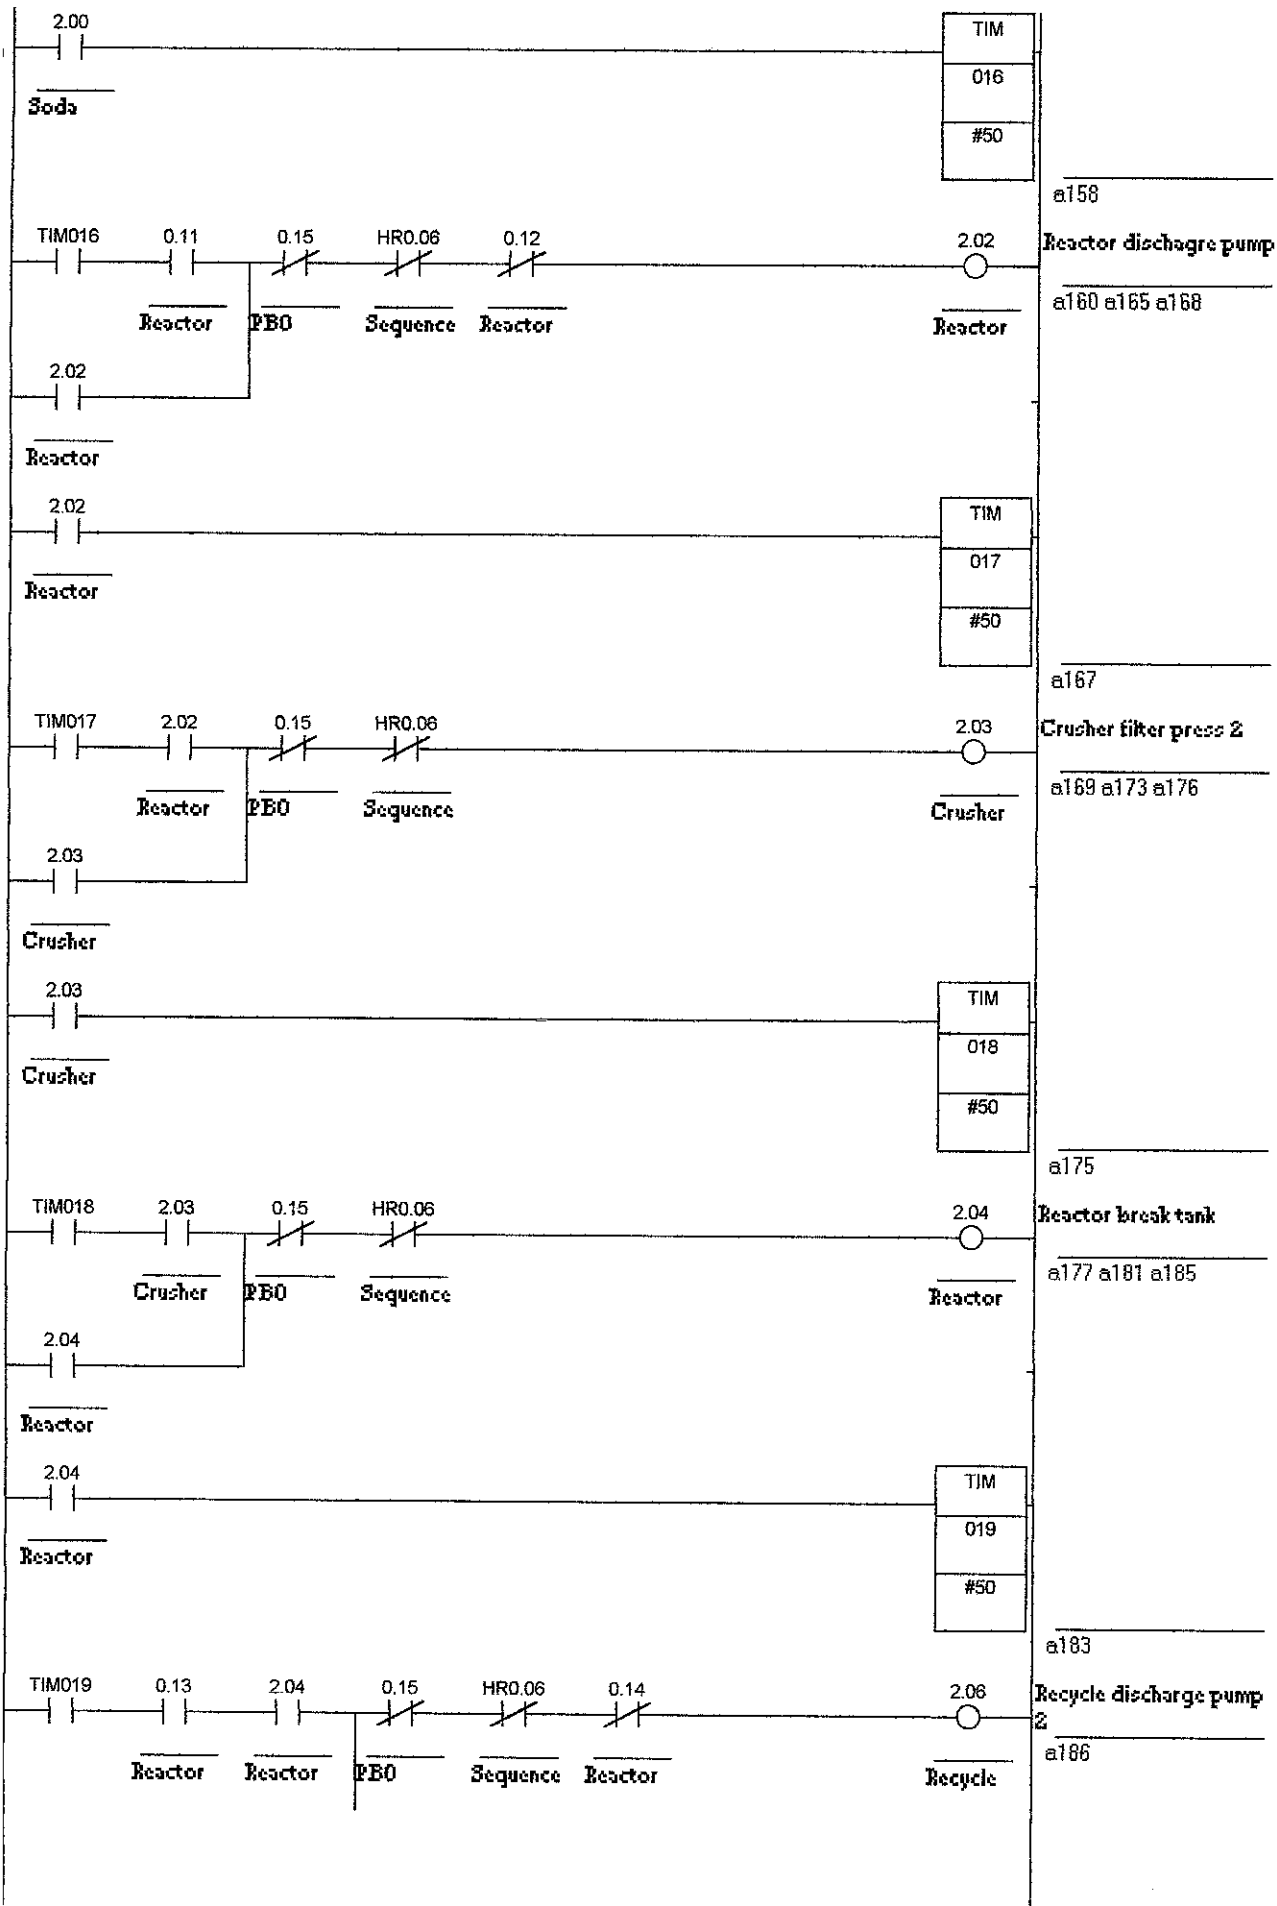 2.00
TIM
Soda
016
#50
a158
TIM016 0.11 0.15 HR0.06 0.12 2.02 Reactor dischagre pump
Reactor PB0 Sequence Reactor Reactor a160 a165 a168
2.02
Reactor
2.02
TIM
Reactor
017
#50
a167
TIM017 2.02 0.15 HR0.06 2.03 Crusher filter press 2
Reactor PB0 Sequence Crusher a169 a173 a176
2.03
Crusher
2.03
TIM
Crusher
018
#50
a175
TIM018 2.03 0.15 HR0.06 2.04 Reactor break tank
Crusher PB0 Sequence Reactor a177 a181 a185
2.04
Reactor
2.04
TIM
Reactor
019
#50
a183
TIM019 0.13 2.04 0.15 HR0.06 0.14 2.06 Recycle discharge pump
2
Reactor Reactor PB0 Sequence Reactor Recycle a186